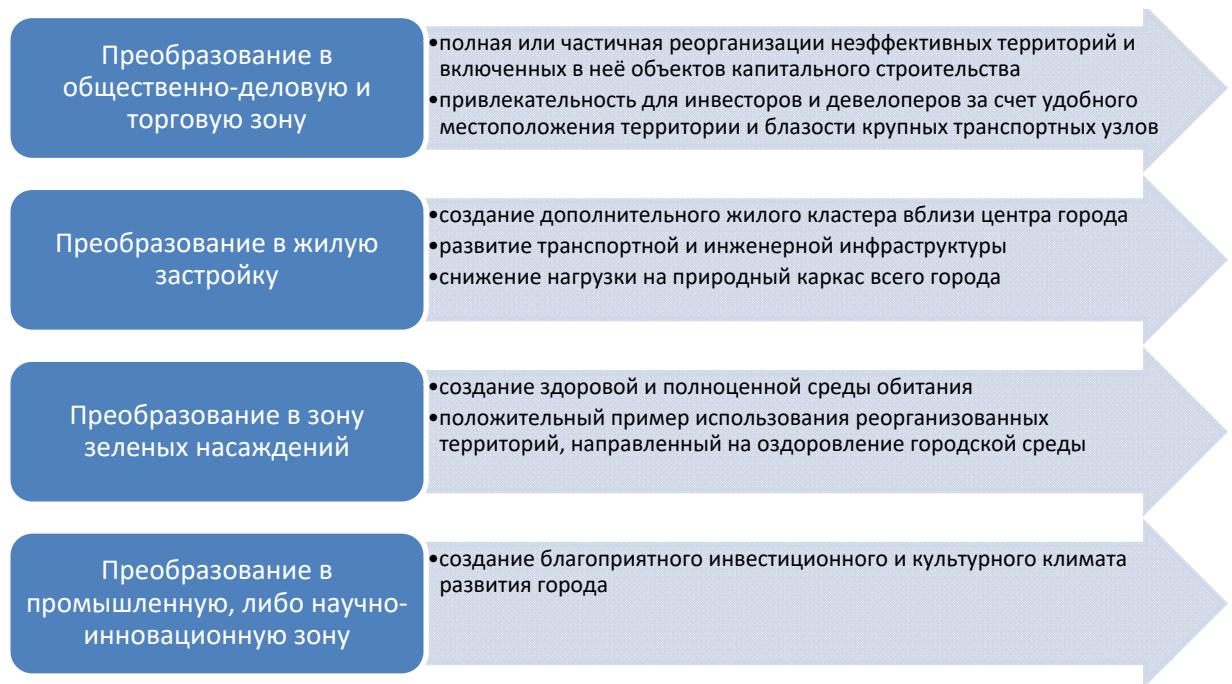 Преобразование в
общественно-деловую и
торговую зону
•полная или частичная реорганизации неэффективных территорий и
включенных в неё объектов капитального строительства
•привлекательность для инвесторов и девелоперов за счет удобного
местоположения территории и блазости крупных транспортных узлов
Преобразование в жилую
застройку
•создание дополнительного жилого кластера вблизи центра города
•развитие транспортной и инженерной инфраструктуры
•снижение нагрузки на природный каркас всего города
Преобразование в зону
зеленых насаждений
•создание здоровой и полноценной среды обитания
•положительный пример использования реорганизованных
территорий, направленный на оздоровление городской среды
Преобразование в
промышленную, либо научно-
инновационную зону
•создание благоприятного инвестиционного и культурного климата
развития города